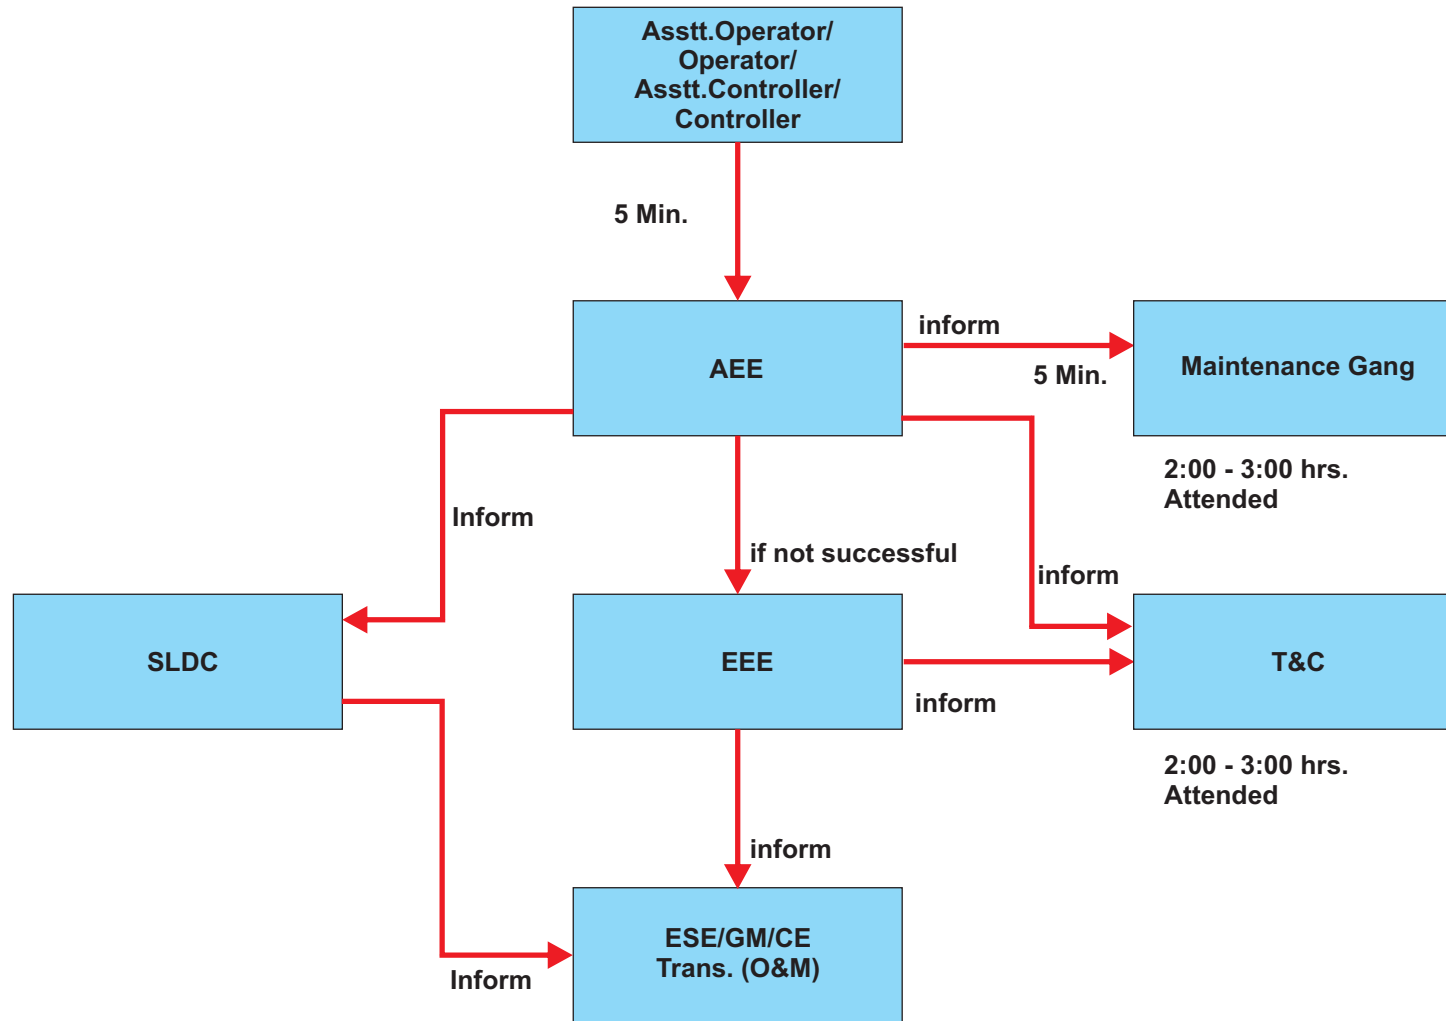 Asstt.Operator/
Operator/
Asstt.Controller/
Controller
5 Min.
AEE
inform
5 Min.
Maintenance Gang
2:00 - 3:00 hrs.
Attended
Inform
if not successful
inform
SLDC
EEE
inform
T&C
2:00 - 3:00 hrs.
Attended
inform
Inform
ESE/GM/CE
Trans. (O&M)